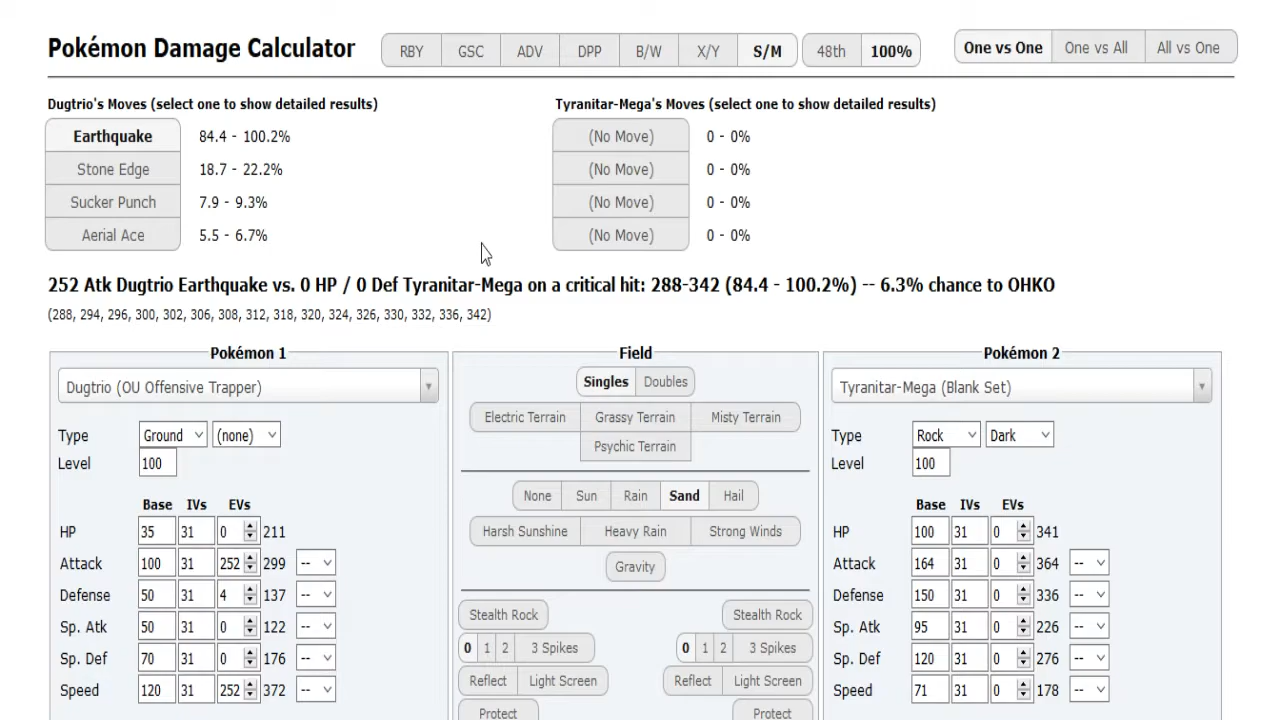 Pokémon Damage Calculator RBY GSC ADV DPP B/W X/Y S/M 48th 100% One vs One One vs All All vs One
Dugtrio's Moves (select one to show detailed results) Tyranitar-Mega's Moves (select one to show detailed results)
Earthquake 84.4 - 100.2% (No Move) 0 - 0%
Stone Edge 18.7 - 22.2% (No Move) 0 - 0%
Sucker Punch 7.9 - 9.3% (No Move) 0 - 0%
Aerial Ace 5.5 - 6.7% (No Move) 0 - 0%
252 Atk Dugtrio Earthquake vs. 0 HP / 0 Def Tyranitar-Mega on a critical hit: 288-342 (84.4 - 100.2%) -- 6.3% chance to OHKO
(288, 294, 296, 300, 302, 306, 308, 312, 318, 320, 324, 326, 330, 332, 336, 342)
Pokémon 1
Dugtrio (OU Offensive Trapper)
Type Ground (none)
Level 100
Base IVs EVs
HP 35 31 0 211
Attack 100 31 252 299 --
Defense 50 31 4 137 --
Sp. Atk 50 31 0 122 --
Sp. Def 70 31 0 176 --
Speed 120 31 252 372 --
Field
Singles Doubles
Electric Terrain Grassy Terrain Misty Terrain
Psychic Terrain
None Sun Rain Sand Hail
Harsh Sunshine Heavy Rain Strong Winds
Gravity
Stealth Rock Stealth Rock
0 1 2 3 Spikes 0 1 2 3 Spikes
Reflect Light Screen Reflect Light Screen
Protect Protect
Pokémon 2
Tyranitar-Mega (Blank Set)
Type Rock Dark
Level 100
Base IVs EVs
HP 100 31 0 341
Attack 164 31 0 364 --
Defense 150 31 0 336 --
Sp. Atk 95 31 0 226 --
Sp. Def 120 31 0 276 --
Speed 71 31 0 178 --